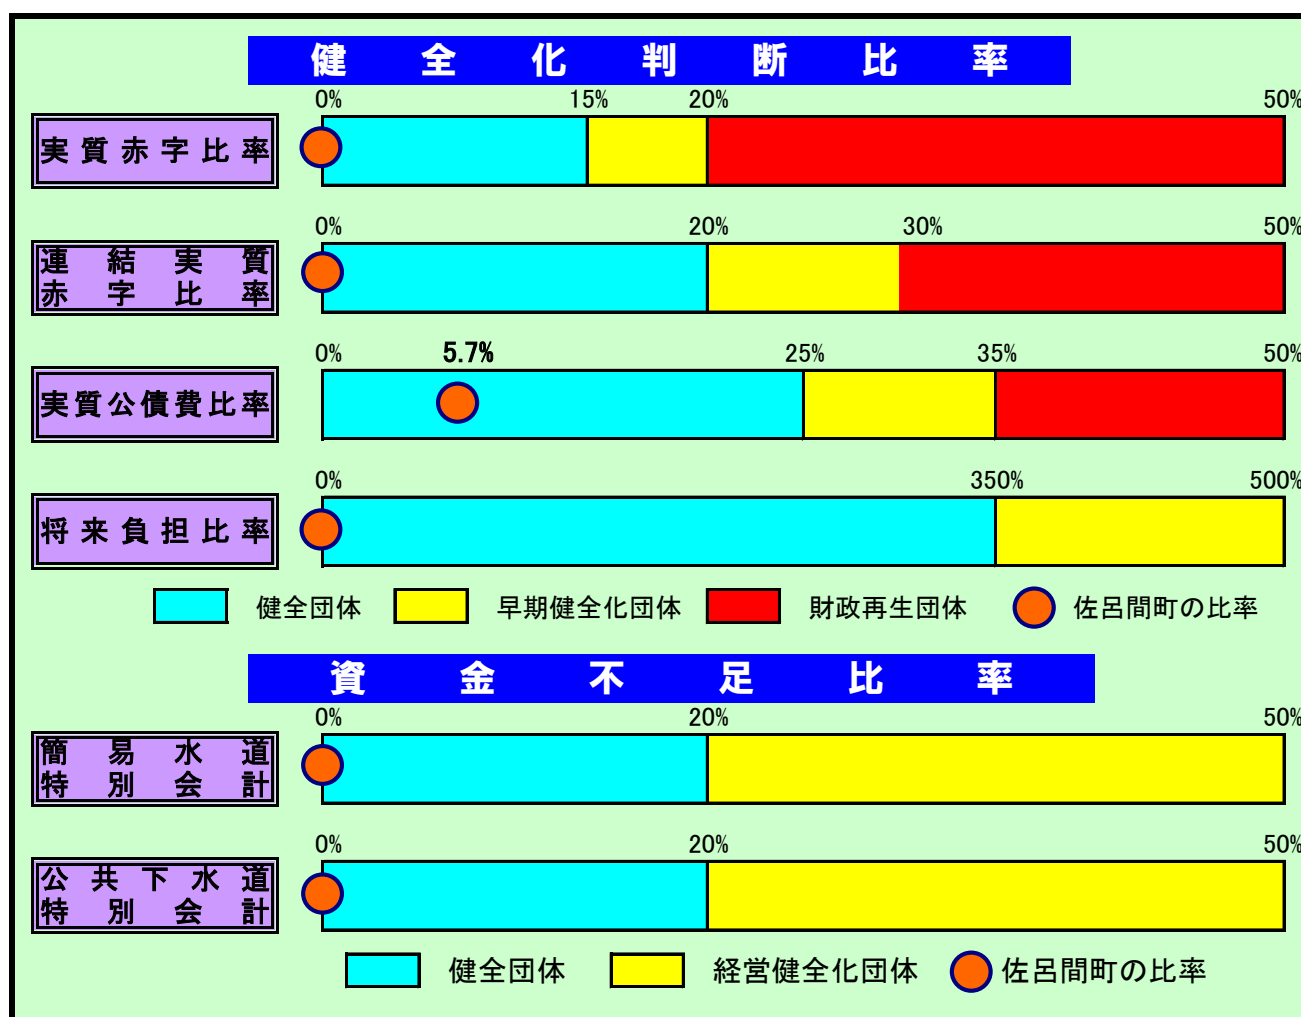 健全化判断比率
0% 15% 20% 50%
実質赤字比率
0% 20% 30% 50%
連結実質
赤字比率
0% 5.7% 25% 35% 50%
実質公債費比率
0% 350% 500%
将来負担比率
健全団体 早期健全化団体 財政再生団体 佐呂間町の比率
資金不足比率
0% 20% 50%
簡易水道
特別会計
0% 20% 50%
公共下水道
特別会計
健全団体 経営健全化団体 佐呂間町の比率